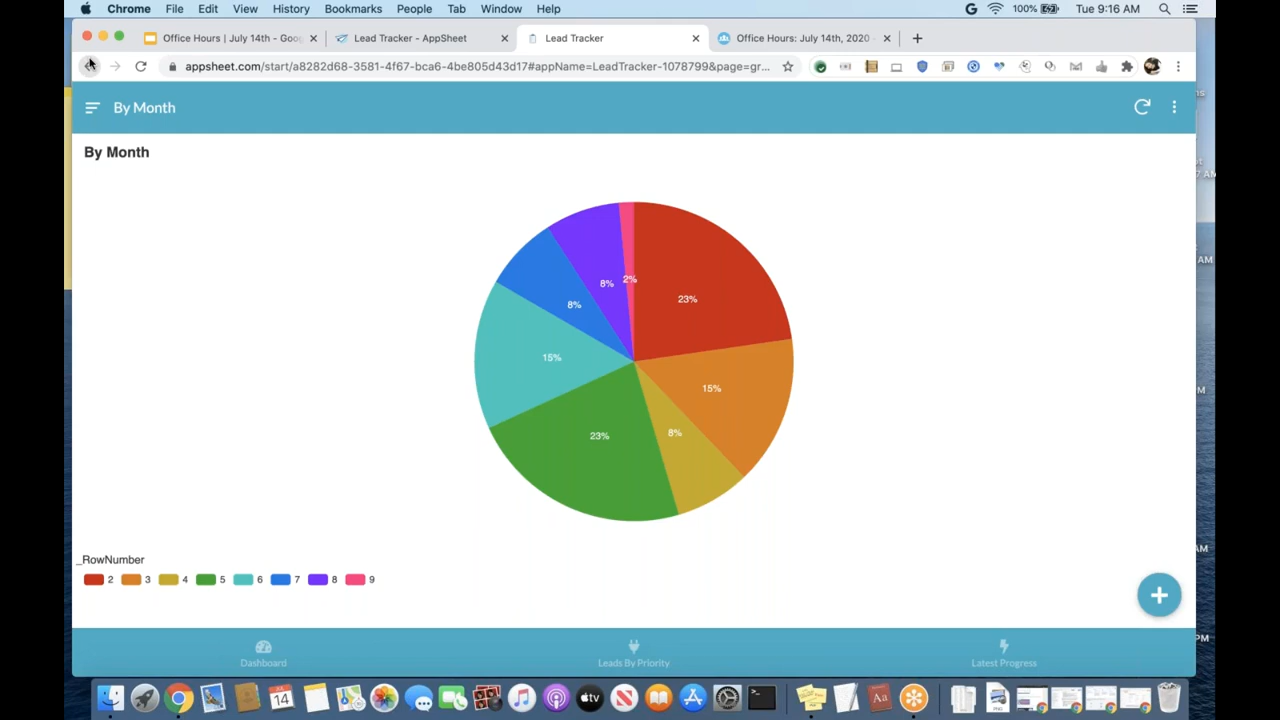 Chrome File Edit View History Bookmarks People Tab Window Help 100% Tue 9:16 AM
Office Hours | July 14th - Goog Lead Tracker - AppSheet Lead Tracker Office Hours: July 14th, 2020 -
appsheet.com/start/a8282d68-3581-4f67-bca6-4be805d43d17#appName=LeadTracker-1078799&page=gr...
By Month
By Month
2%
8%
23%
8%
15%
15%
8%
23%
_RowNumber
2 3 4 5 6 7 8 9
Dashboard Leads By Priority Latest Progress